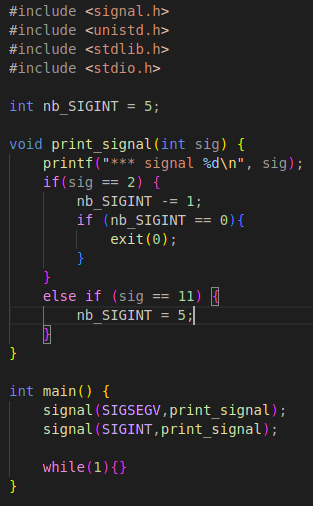 #include <signal.h>
#include <unistd.h>
#include <stdlib.h>
#include <stdio.h>

int nb_SIGINT = 5;

void print_signal(int sig) {
    printf("*** signal %d\n", sig);
    if(sig == 2) {
        nb_SIGINT -= 1;
        if (nb_SIGINT == 0){
            exit(0);
        }
    }
    else if (sig == 11) {
        nb_SIGINT = 5;
    }
}

int main() {
    signal(SIGSEGV,print_signal);
    signal(SIGINT,print_signal);

    while(1){}
}